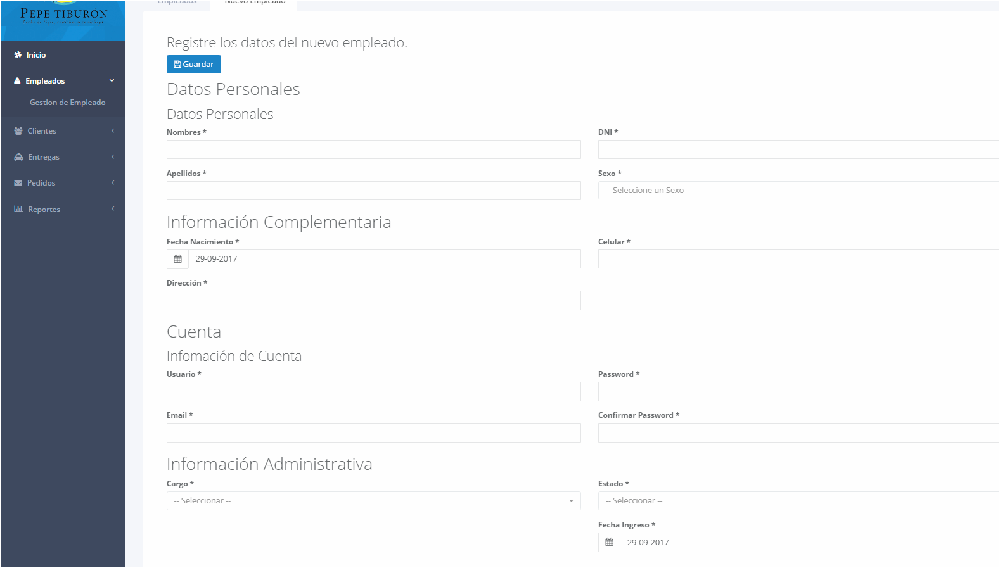 PEPE TIBURÓN
Inicio
Empleados
Gestion de Empleado
Clientes
Entregas
Pedidos
Reportes
Empleados
Nuevo Empleado
Registre los datos del nuevo empleado.
Guardar
Datos Personales
Datos Personales
Nombres *
DNI *
Apellidos *
Sexo *
-- Seleccione un Sexo --
Información Complementaria
Fecha Nacimiento *
Celular *
29-09-2017
Dirección *
Cuenta
Infomación de Cuenta
Usuario *
Password *
Email *
Confirmar Password *
Información Administrativa
Cargo *
Estado *
-- Seleccionar --
-- Seleccionar --
Fecha Ingreso *
29-09-2017